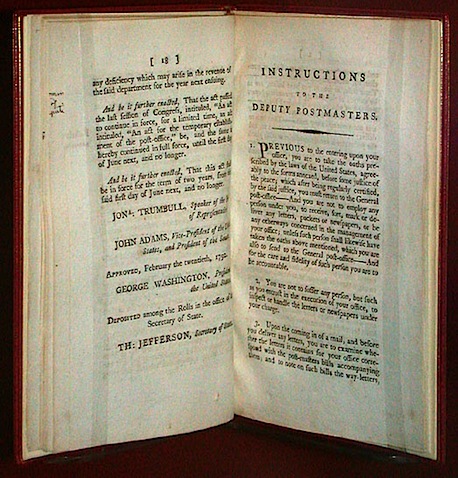 [ 18 ]
any deficiency which may arise in the revenue of
the said department for the year next ensuing.
And be it further enacted, That the act passed
the last session of Congress, intituled, "An act
to continue in force, for a limited time, an act
intituled, "An act for the temporary establish-
ment of the post-office," be, and the same is
hereby continued in full force, until the first day
of June next, and no longer.
And be it further enacted, That this act shall
be in force for the term of two years, from the
said first day of June next, and no longer.
JONA. TRUMBULL, Speaker of the House
of Representatives.
JOHN ADAMS, Vice-President of the United
States, and President of the Senate.
APPROVED, February the twentieth, 1792.
GEORGE WASHINGTON, President of
the United States.
DEPOSITED among the Rolls in the office of the
Secretary of State.
TH: JEFFERSON, Secretary of State.
INSTRUCTIONS
TO THE
DEPUTY POSTMASTERS.
1. PREVIOUS to the entering upon your
office, you are to take the oaths pre-
scribed by the laws of the United States, agree-
ably to the forms annexed, before some justice of
the peace; which after being regularly certified,
by the said justice, you must return to the General
post-office—And you are not to employ any
person under you, to receive, sort, mark or de-
liver any letters, packets or newspapers, or be
any otherways concerned in the management of
your office; unless such person shall likewise have
taken the oaths above mentioned, which you are
also to send to the General post-office—And
for the care and fidelity of such person you are to
be accountable.
2. You are not to suffer any person, but such
as you entrust in the execution of your office, to
inspect or handle the letters or newspapers under
your charge.
3. Upon the coming in of a mail, and before
you deliver any letters, you are to examine whe-
ther the letters it contains for your office corre-
spond with the post-masters bills accompanying
them; and to note on such bills the way-letters,